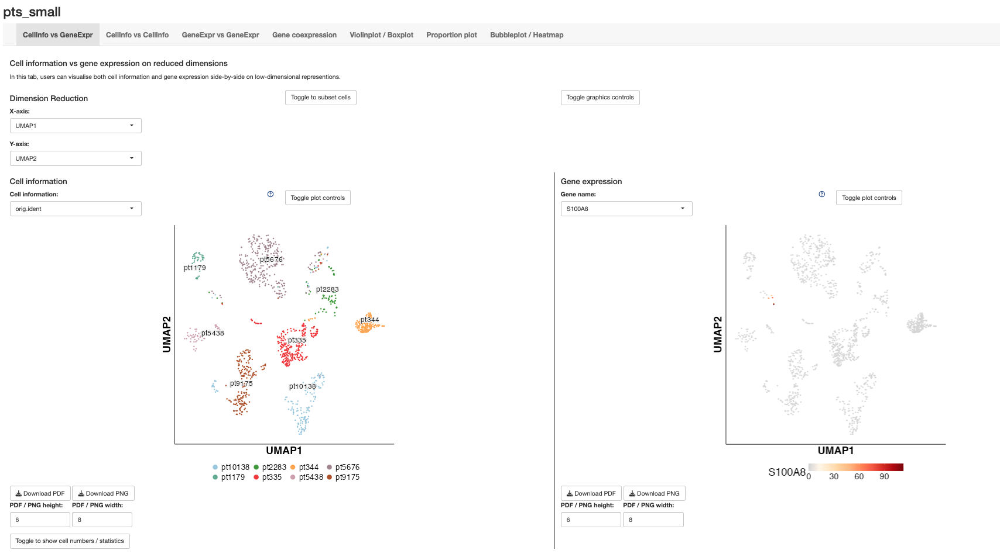 pts_small
CellInfo vs GeneExpr CellInfo vs CellInfo GeneExpr vs GeneExpr Gene coexpression Violinplot / Boxplot Proportion plot Bubbleplot / Heatmap
Cell information vs gene expression on reduced dimensions
In this tab, users can visualise both cell information and gene expression side-by-side on low-dimensional representions.
Dimension Reduction
Toggle to subset cells
Toggle graphics controls
X-axis:
UMAP1
Y-axis:
UMAP2
Cell information
Cell information:
orig.ident
Toggle plot controls
pt5676
pt1179
pt2283
pt344
pt5438
pt335
pt9175
pt10138
UMAP2
UMAP1
pt10138 pt2283 pt344 pt5676
pt1179 pt335 pt5438 pt9175
Download PDF Download PNG
PDF / PNG height: PDF / PNG width:
6 8
Toggle to show cell numbers / statistics
Gene expression
Gene name:
S100A8
Toggle plot controls
UMAP2
UMAP1
S100A8
0 30 60 90
Download PDF Download PNG
PDF / PNG height: PDF / PNG width:
6 8